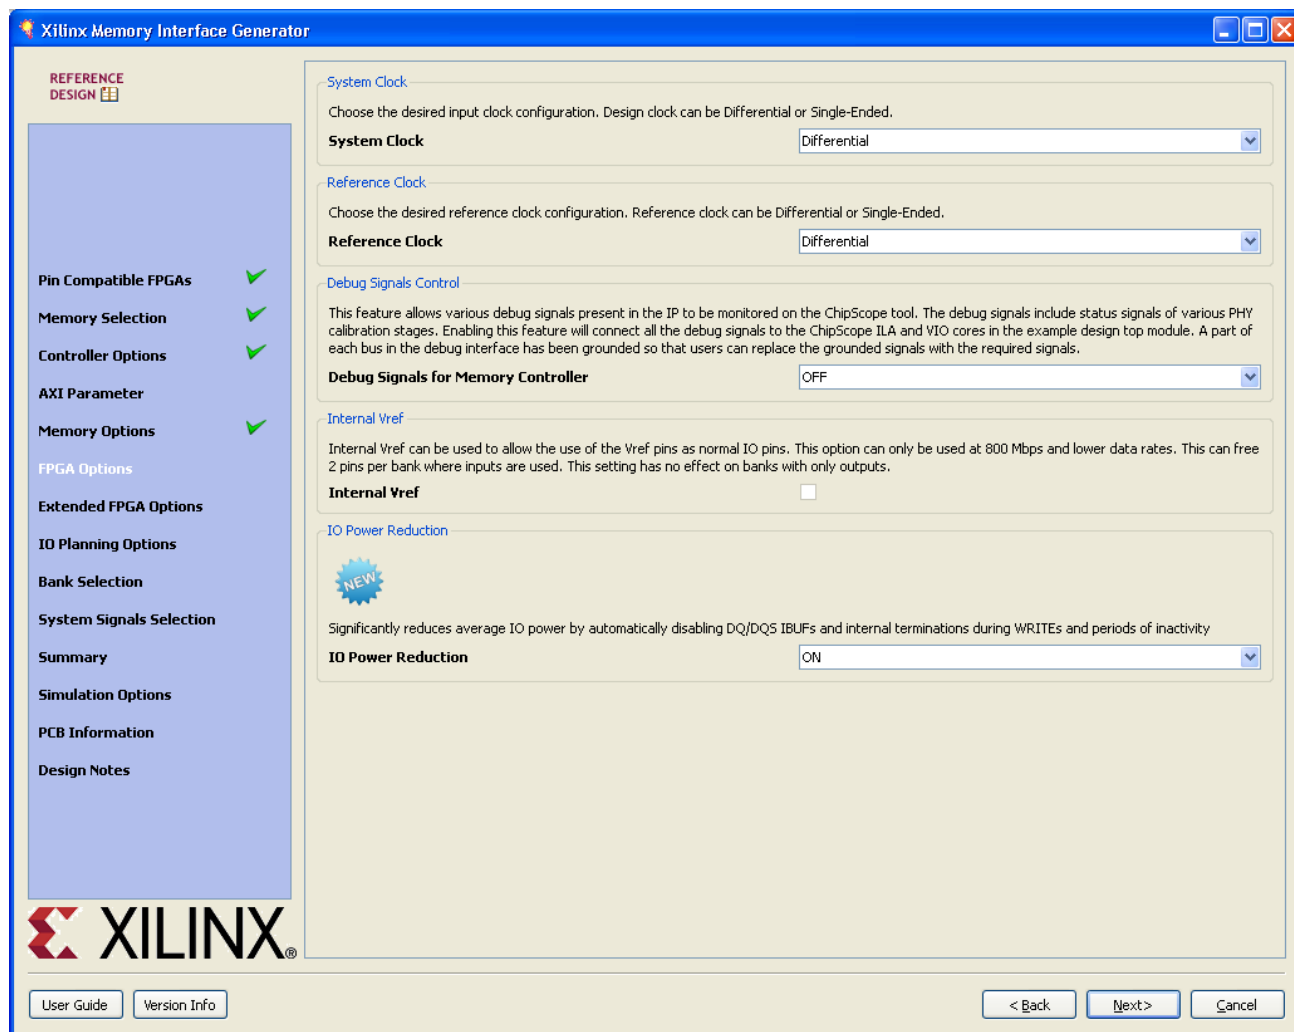 Xilinx Memory Interface Generator
REFERENCE
DESIGN
Pin Compatible FPGAs
Memory Selection
Controller Options
AXI Parameter
Memory Options
FPGA Options
Extended FPGA Options
IO Planning Options
Bank Selection
System Signals Selection
Summary
Simulation Options
PCB Information
Design Notes
XILINX®
System Clock
Choose the desired input clock configuration. Design clock can be Differential or Single-Ended.
System Clock Differential
Reference Clock
Choose the desired reference clock configuration. Reference clock can be Differential or Single-Ended.
Reference Clock Differential
Debug Signals Control
This feature allows various debug signals present in the IP to be monitored on the ChipScope tool. The debug signals include status signals of various PHY
calibration stages. Enabling this feature will connect all the debug signals to the ChipScope ILA and VIO cores in the example design top module. A part of
each bus in the debug interface has been grounded so that users can replace the grounded signals with the required signals.
Debug Signals for Memory Controller OFF
Internal Vref
Internal Vref can be used to allow the use of the Vref pins as normal IO pins. This option can only be used at 800 Mbps and lower data rates. This can free
2 pins per bank where inputs are used. This setting has no effect on banks with only outputs.
Internal Vref
IO Power Reduction
NEW
Significantly reduces average IO power by automatically disabling DQ/DQS IBUFs and internal terminations during WRITEs and periods of inactivity
IO Power Reduction ON
User Guide Version Info < Back Next> Cancel